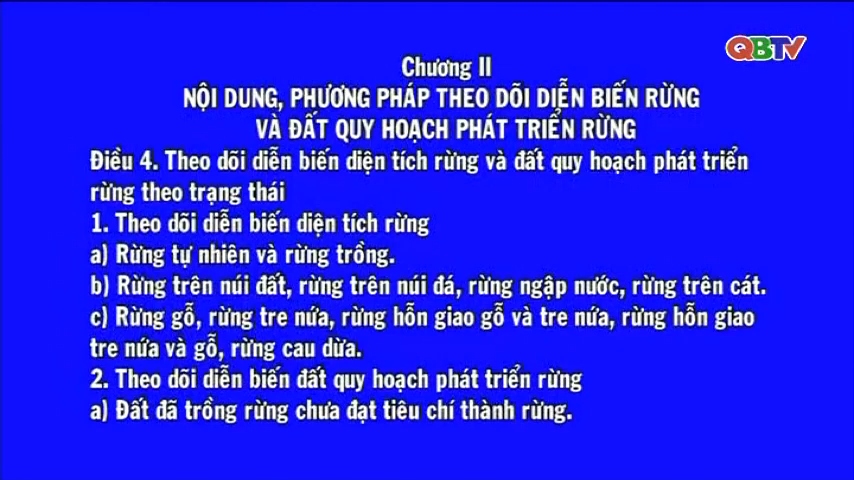 QBTV
Chương II
NỘI DUNG, PHƯƠNG PHÁP THEO DÕI DIỄN BIẾN RỪNG
VÀ ĐẤT QUY HOẠCH PHÁT TRIỂN RỪNG
Điều 4. Theo dõi diễn biến diện tích rừng và đất quy hoạch phát triển
rừng theo trạng thái
1. Theo dõi diễn biến diện tích rừng
a) Rừng tự nhiên và rừng trồng.
b) Rừng trên núi đất, rừng trên núi đá, rừng ngập nước, rừng trên cát.
c) Rừng gỗ, rừng tre nứa, rừng hỗn giao gỗ và tre nứa, rừng hỗn giao
tre nứa và gỗ, rừng cau dừa.
2. Theo dõi diễn biến đất quy hoạch phát triển rừng
a) Đất đã trồng rừng chưa đạt tiêu chí thành rừng.